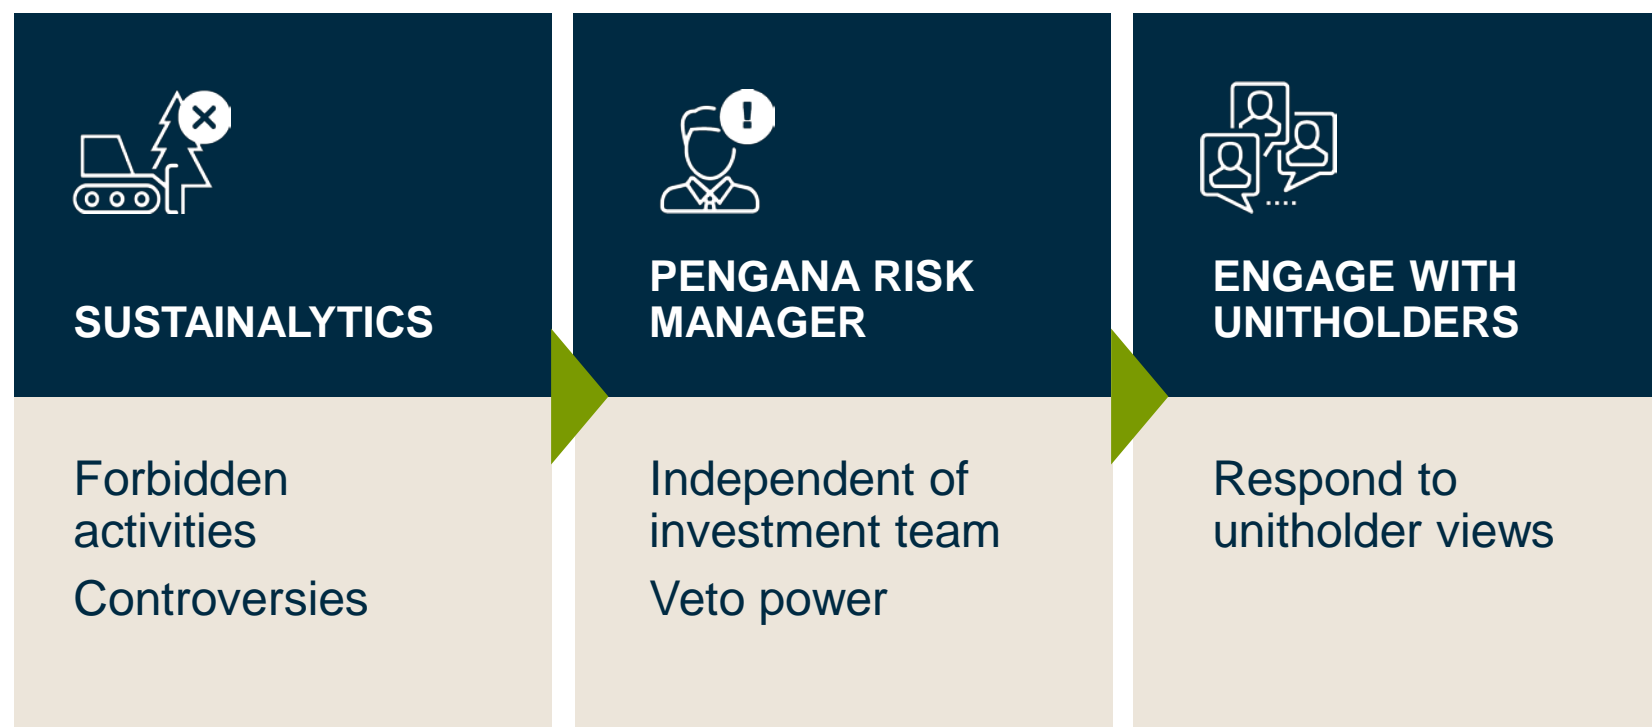 SUSTAINALYTICS
Forbidden
activities
Controversies
PENGANA RISK
MANAGER
Independent of
investment team
Veto power
ENGAGE WITH
UNITHOLDERS
Respond to
unitholder views